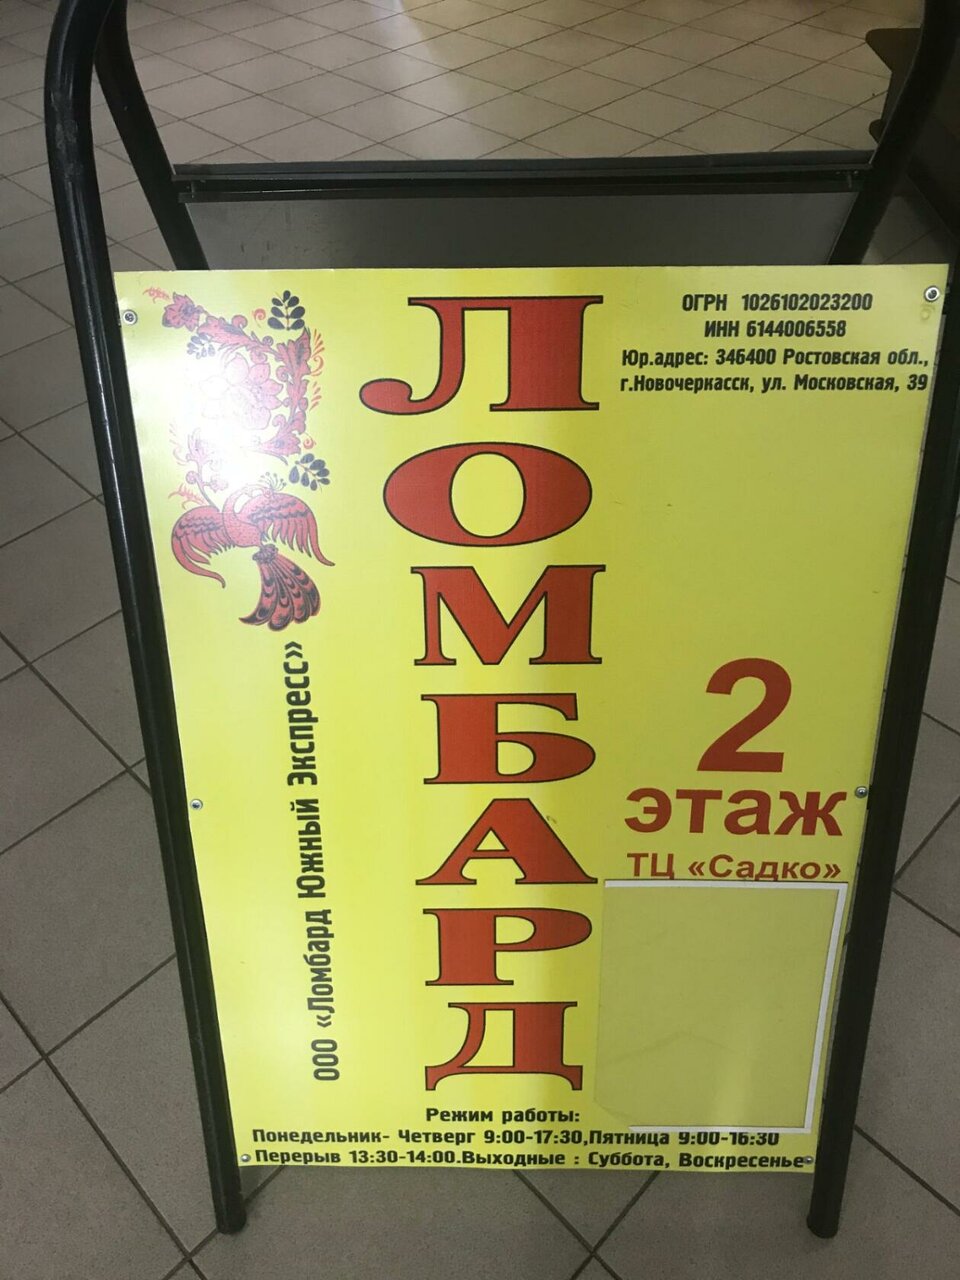 ОГРН 1026102023200
ИНН 6144006558
Юр.адрес: 346400 Ростовская обл.,
г.Новочеркасск, ул. Московская, 39
ЛОМБАРД
ООО «Ломбард Южный Экспресс»
2
этаж
ТЦ «Садко»
Режим работы:
Понедельник- Четверг 9:00-17:30,Пятница 9:00-16:30
Перерыв 13:30-14:00.Выходные : Суббота, Воскресенье